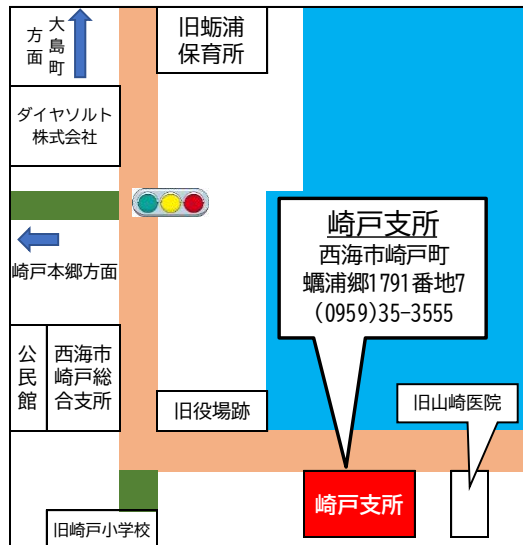 大島町
方面
旧蛎浦
保育所
ダイヤソルト
株式会社
崎戸本郷方面
崎戸支所
西海市崎戸町
蠣浦郷1791番地7
(0959)35-3555
公民館
西海市
崎戸総
合支所
旧役場跡
旧山崎医院
崎戸支所
旧崎戸小学校